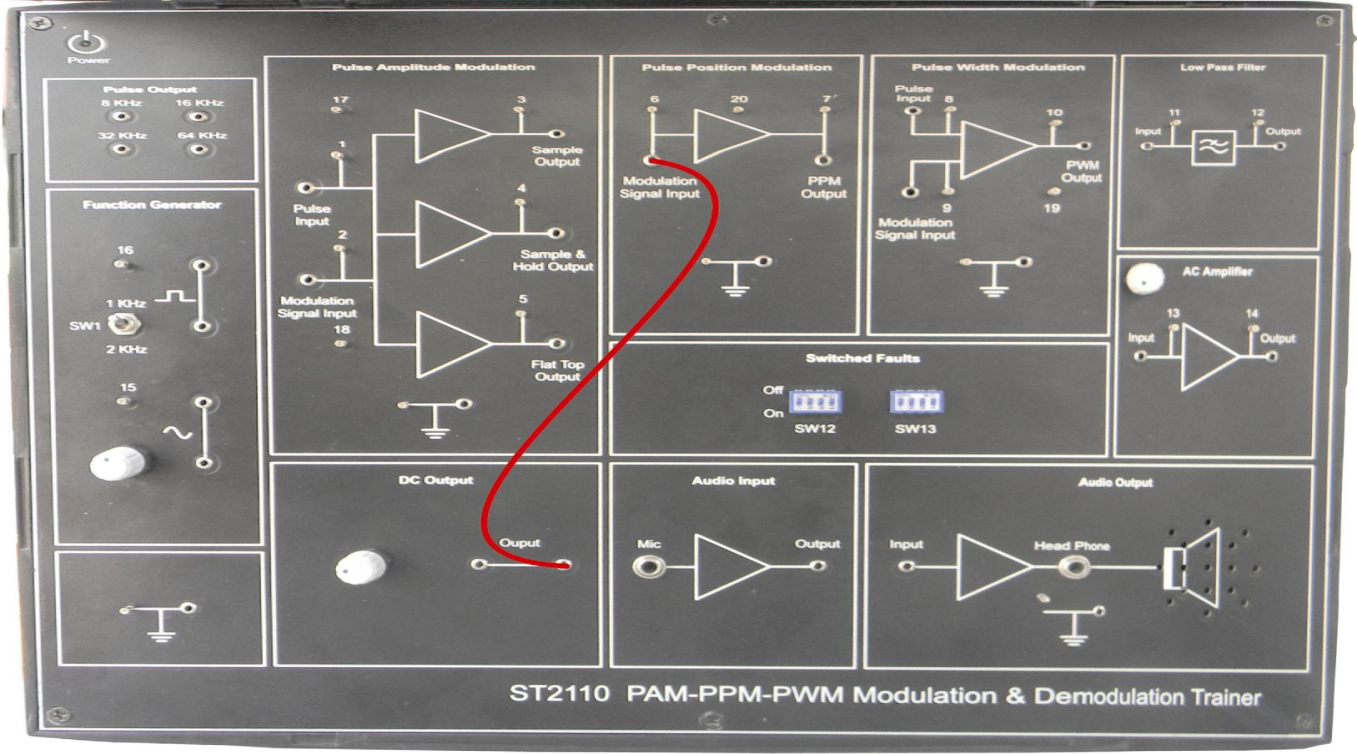 Power
Pulse Output
8 KHz 16 KHz
32 KHz 64 KHz
Function Generator
16
1 KHz
SW1
2 KHz
15
Pulse Amplitude Modulation
17
3
1
Sample
Output
Pulse
Input
4
2
Sample &
Hold Output
Modulation
Signal Input
18
5
Flat Top
Output
Pulse Position Modulation
6 20 7
Modulation
Signal Input
PPM
Output
Pulse Width Modulation
Pulse
Input 8
10
PWM
Output
9
19
Modulation
Signal Input
Low Pass Filter
11 12
Input Output
AC Amplifier
13 14
Input Output
Switched Faults
Off
On
SW12 SW13
DC Output
Ouput
Audio Input
Mic Output
Audio Output
Input Head Phone
ST2110 PAM-PPM-PWM Modulation & Demodulation Trainer